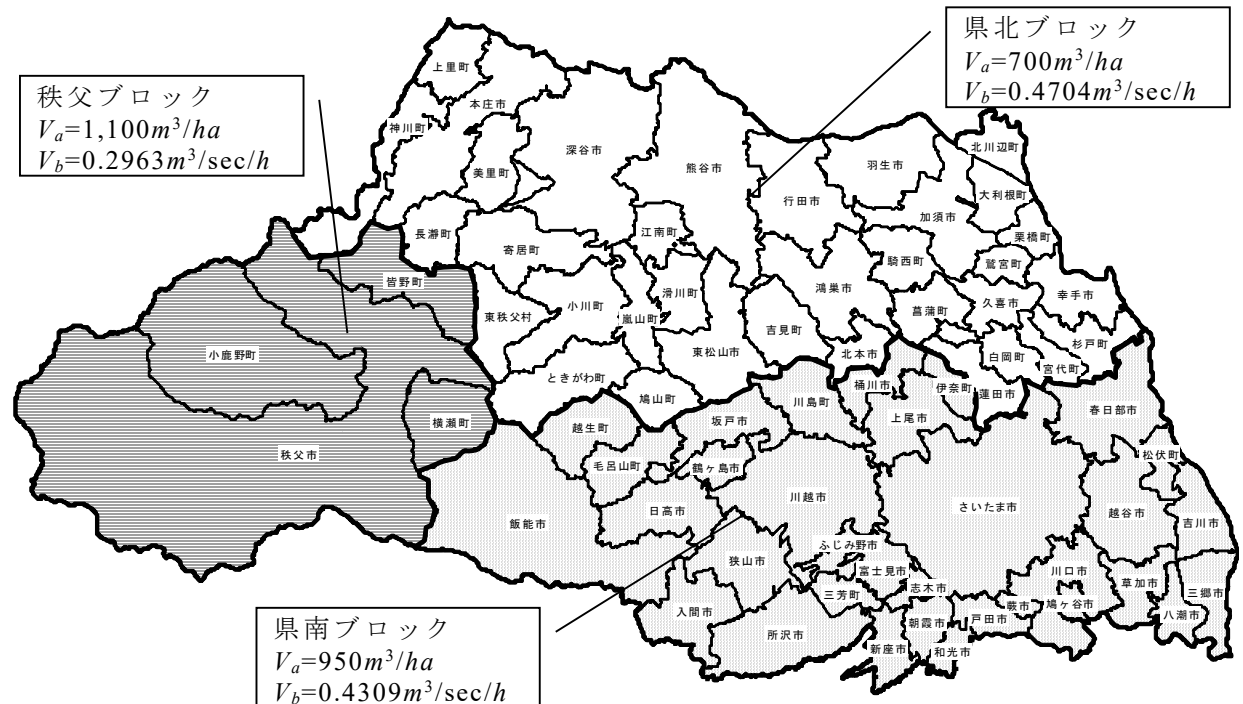 秩父ブロック
Va=1,100m³/ha
Vb=0.2963m³/sec/h
県北ブロック
Va=700m³/ha
Vb=0.4704m³/sec/h
上里町
本庄市
神川町
美里町
深谷市
熊谷市
行田市
羽生市
北川辺町
大利根町
加須市
栗橋町
長瀞町
寄居町
江南町
騎西町
鷲宮町
皆野町
東秩父村
小川町
嵐山町
滑川町
吉見町
鴻巣市
菖蒲町
久喜市
幸手市
小鹿野町
東松山市
北本市
白岡町
杉戸町
宮代町
ときがわ町
鳩山町
川島町
桶川市
伊奈町
蓮田市
横瀬町
越生町
坂戸市
上尾市
春日部市
秩父市
毛呂山町
鶴ヶ島市
松伏町
川越市
さいたま市
日高市
飯能市
越谷市
吉川市
ふじみ野市
狭山市
富士見市
川口市
三芳町
志木市
草加市
三郷市
入間市
朝霞市
戸田市
蕨市
鳩ヶ谷市
八潮市
所沢市
新座市
和光市
県南ブロック
Va=950m³/ha
Vb=0.4309m³/sec/h